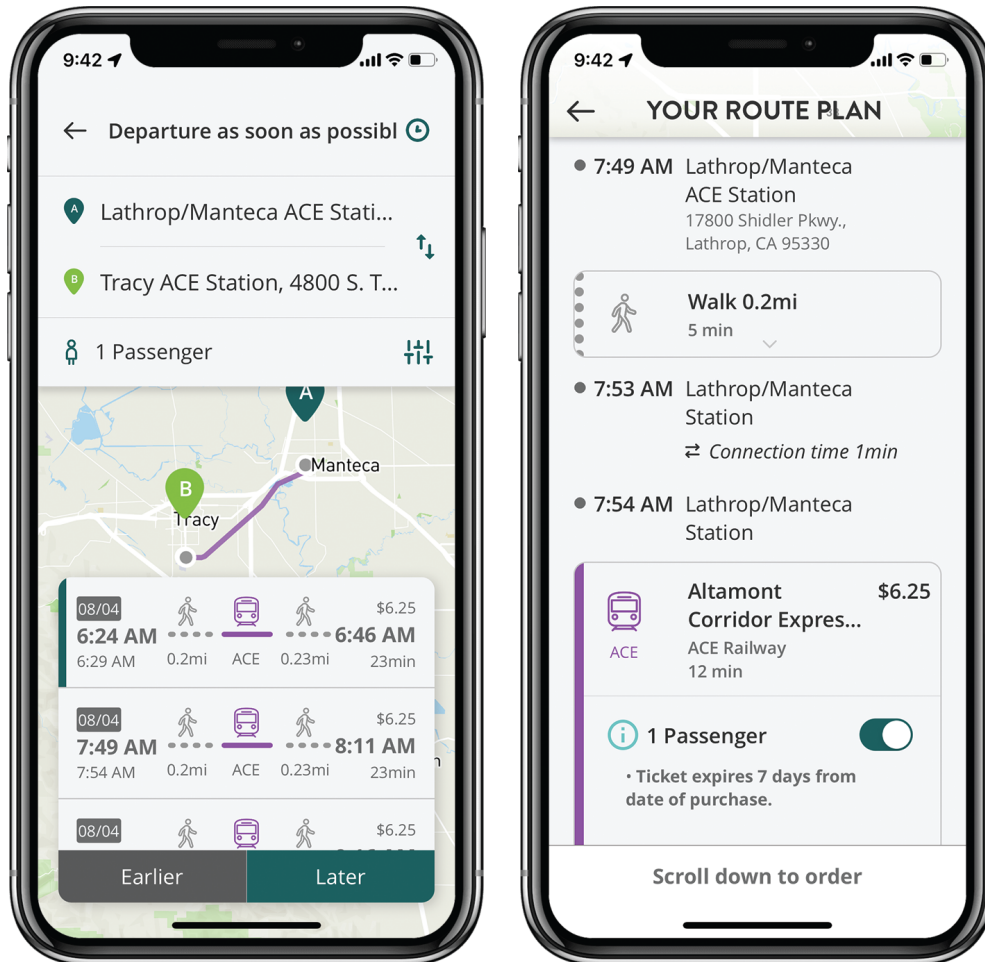 9:42
Departure as soon as possibl
A
Lathrop/Manteca ACE Stati...
B
Tracy ACE Station, 4800 S. T...
1 Passenger
A
Manteca
B
Tracy
08/04
$6.25
6:24 AM
6:46 AM
6:29 AM
0.2mi
ACE
0.23mi
23min
08/04
$6.25
7:49 AM
8:11 AM
n
7:54 AM
0.2mi
ACE
0.23mi
23min
08/04
$6.25
Earlier
Later
9:42
YOUR ROUTE PLAN
7:49 AM
Lathrop/Manteca
ACE Station
17800 Shidler Pkwy.,
Lathrop, CA 95330
Walk 0.2mi
5 min
7:53 AM
Lathrop/Manteca
Station
Connection time 1min
7:54 AM
Lathrop/Manteca
Station
Altamont
$6.25
Corridor Expres...
ACE
ACE Railway
12 min
1 Passenger
• Ticket expires 7 days from
date of purchase.
Scroll down to order